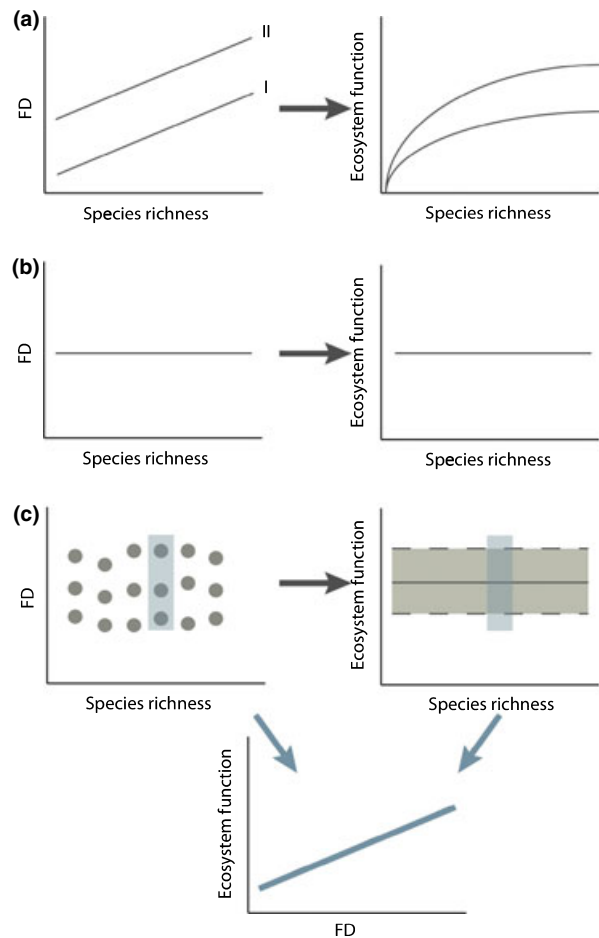 (a)
FD
II
I
Species richness
Ecosystem function
Species richness
(b)
FD
Species richness
Ecosystem function
Species richness
(c)
FD
Species richness
Ecosystem function
Species richness
Ecosystem function
FD